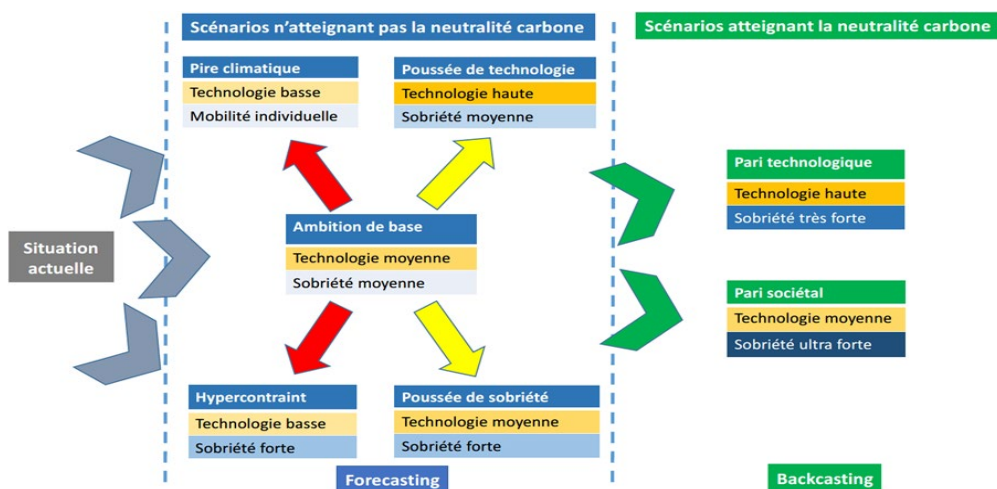 Scénarios n’atteignant pas la neutralité carbone
Scénarios atteignant la neutralité carbone
Pire climatique
Technologie basse
Mobilité individuelle
Poussée de technologie
Technologie haute
Sobriété moyenne
Situation
actuelle
Ambition de base
Technologie moyenne
Sobriété moyenne
Pari technologique
Technologie haute
Sobriété très forte
Pari sociétal
Technologie moyenne
Sobriété ultra forte
Hypercontraint
Technologie basse
Sobriété forte
Poussée de sobriété
Technologie moyenne
Sobriété forte
Forecasting
Backcasting